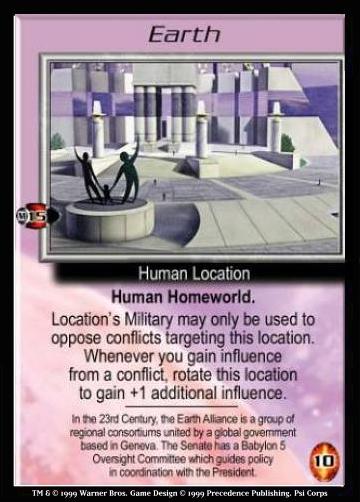 Earth
M 15
Human Location
Human Homeworld.
Location's Military may only be used to
oppose conflicts targeting this location.
Whenever you gain influence
from a conflict, rotate this location
to gain +1 additional influence.
In the 23rd Century, the Earth Alliance is a group of
regional consortiums united by a global government
based in Geneva. The Senate has a Babylon 5
Oversight Committee which guides policy
in coordination with the President.
10
TM & © 1999 Warner Bros. Game Design © 1999 Precedence Publishing. Psi Corps